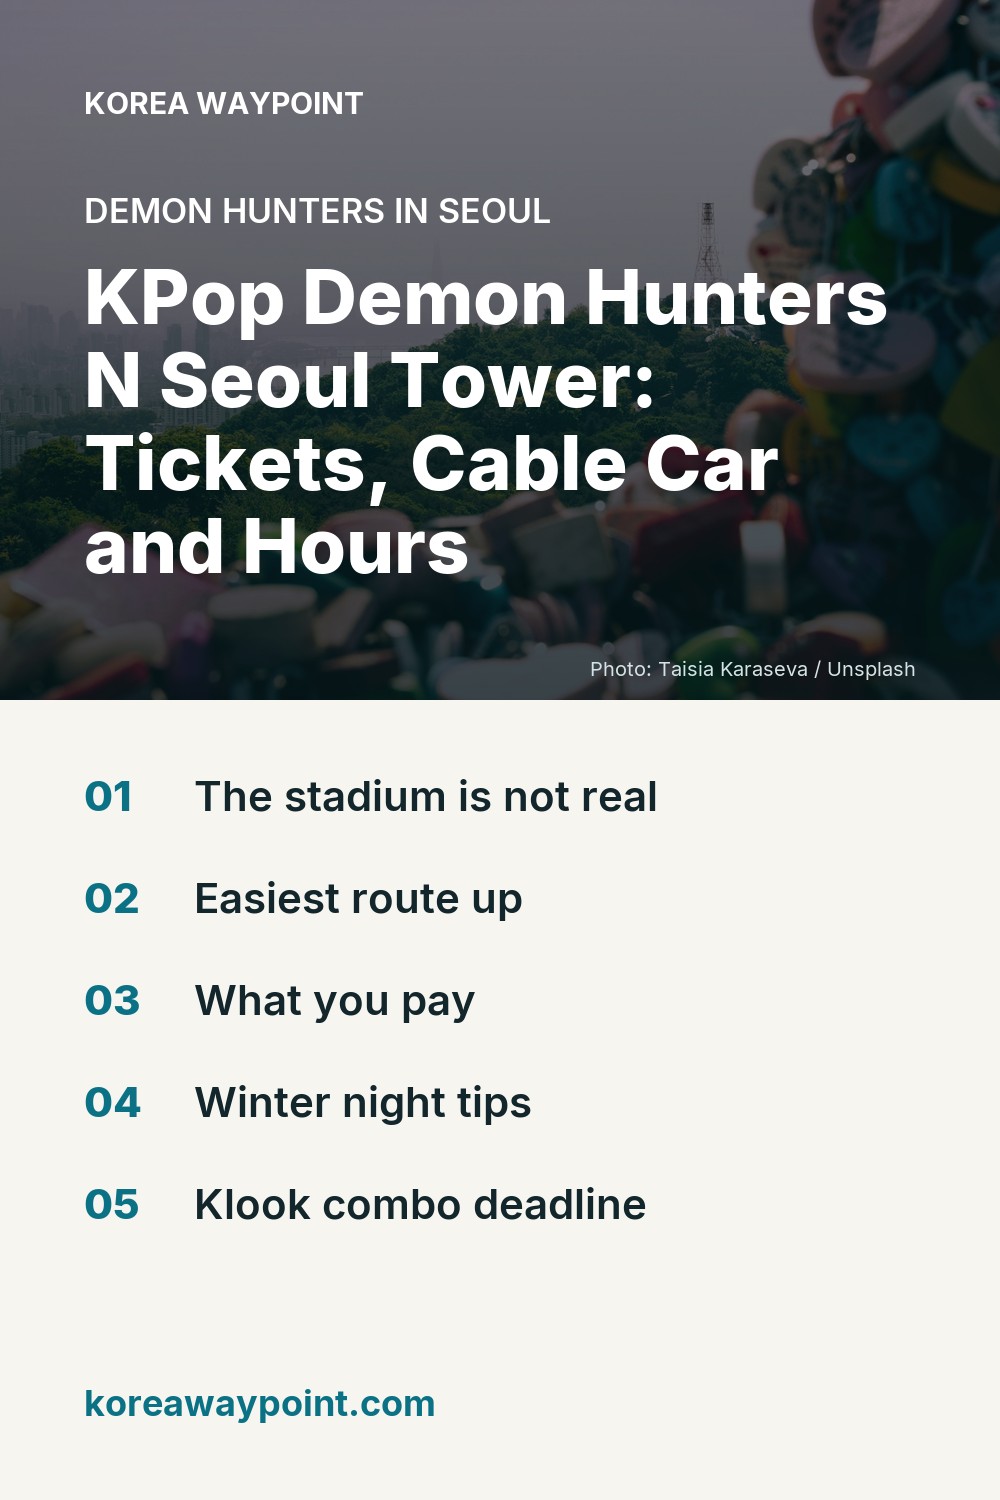 KOREA WAYPOINT
DEMON HUNTERS IN SEOUL
KPop Demon Hunters
N Seoul Tower:
Tickets, Cable Car
and Hours
Photo: Taisia Karaseva / Unsplash
01 The stadium is not real
02 Easiest route up
03 What you pay
04 Winter night tips
05 Klook combo deadline
koreawaypoint.com